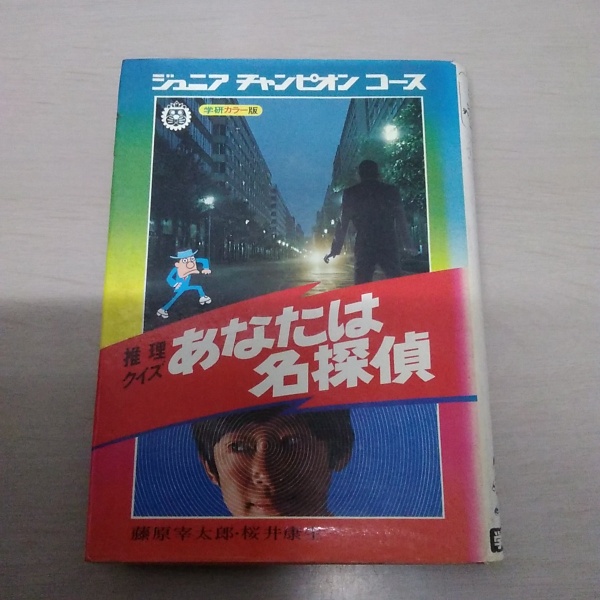 ジュニア チャンピオン コース
学研カラー版
推理
クイズ
あなたは
名探偵
藤原宰太郎・桜井康生